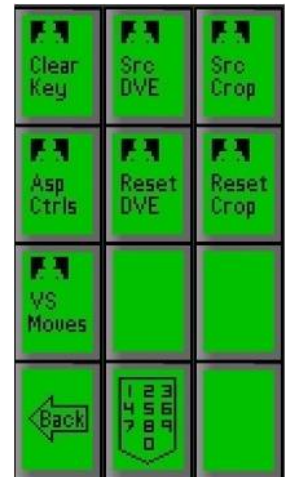 Clear Src Src
Key DVE Crop
Asp Reset Reset
Ctrls DVE Crop
VS
Moves
Back
1 2 3
4 5 6
7 8 9
0